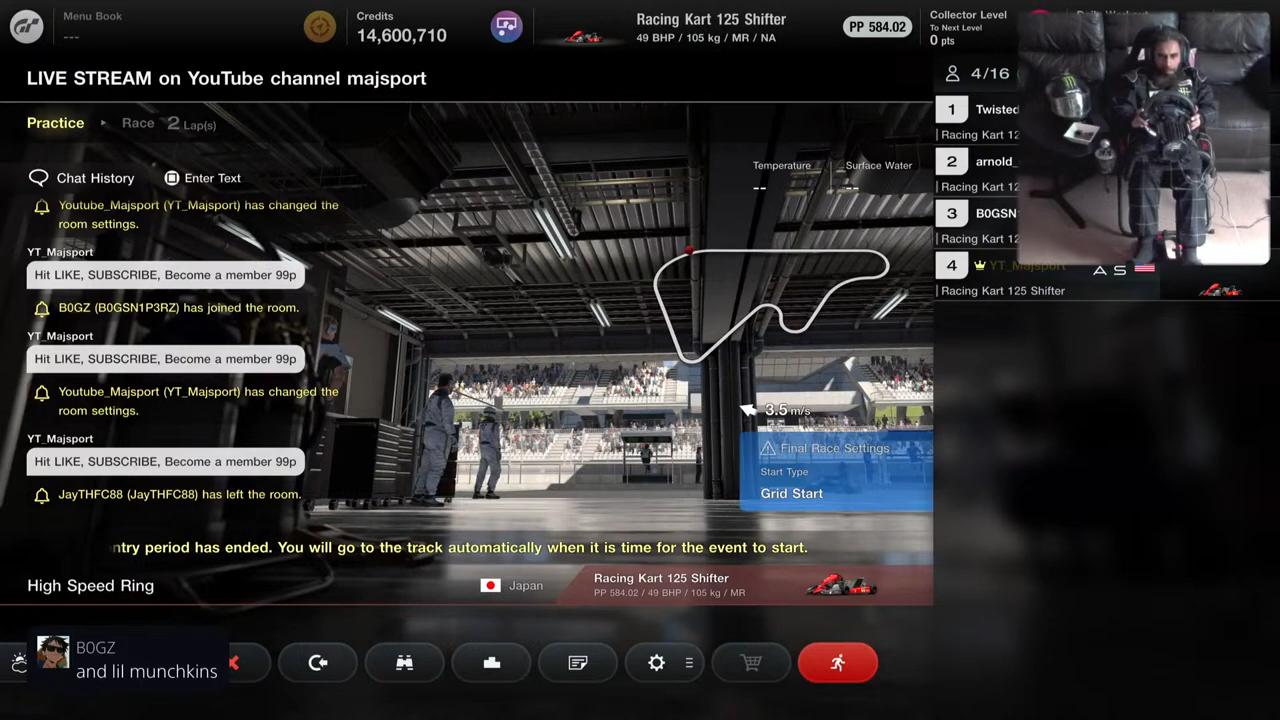 Menu Book
---
Credits
14,600,710
Racing Kart 125 Shifter
49 BHP / 105 kg / MR / NA
PP 584.02
Collector Level
To Next Level
0 pts
LIVE STREAM on YouTube channel majsport
4/16
Practice
Race 2 Lap(s)
1 Twisted
Racing Kart 12
2 arnold_
Racing Kart 12
3 B0GSN
Racing Kart 12
4 YT_Majsport
A S
Racing Kart 125 Shifter
Temperature
--
Surface Water
--
Chat History
Enter Text
Youtube_Majsport (YT_Majsport) has changed the
room settings.
YT_Majsport
Hit LIKE, SUBSCRIBE, Become a member 99p
B0GZ (B0GSN1P3RZ) has joined the room.
YT_Majsport
Hit LIKE, SUBSCRIBE, Become a member 99p
Youtube_Majsport (YT_Majsport) has changed the
room settings.
YT_Majsport
Hit LIKE, SUBSCRIBE, Become a member 99p
JayTHFC88 (JayTHFC88) has left the room.
3.5 m/s
Final Race Settings
Start Type
Grid Start
ntry period has ended. You will go to the track automatically when it is time for the event to start.
High Speed Ring
Japan
Racing Kart 125 Shifter
PP 584.02 / 49 BHP / 105 kg / MR
B0GZ
and lil munchkins